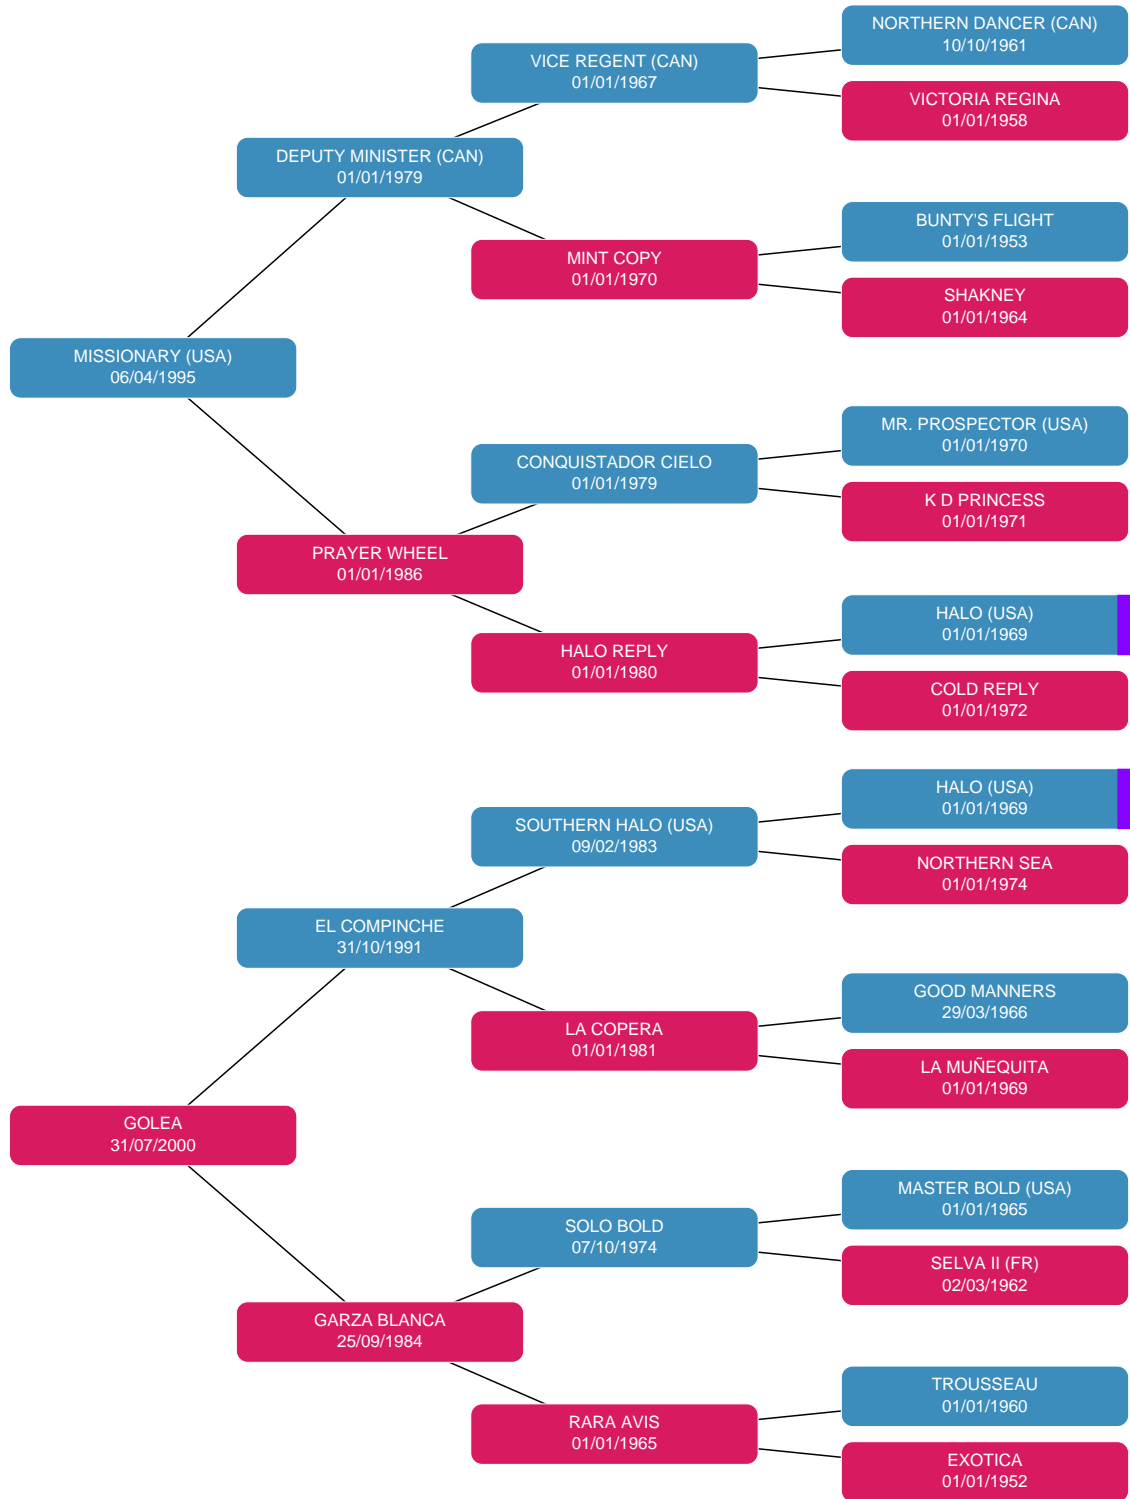 NORTHERN DANCER (CAN)
10/10/1961
VICE REGENT (CAN)
01/01/1967
VICTORIA REGINA
01/01/1958
DEPUTY MINISTER (CAN)
01/01/1979
BUNTY'S FLIGHT
01/01/1953
MINT COPY
01/01/1970
SHAKNEY
01/01/1964
MISSIONARY (USA)
06/04/1995
MR. PROSPECTOR (USA)
01/01/1970
CONQUISTADOR CIELO
01/01/1979
K D PRINCESS
01/01/1971
PRAYER WHEEL
01/01/1986
HALO (USA)
01/01/1969
HALO REPLY
01/01/1980
COLD REPLY
01/01/1972
HALO (USA)
01/01/1969
SOUTHERN HALO (USA)
09/02/1983
NORTHERN SEA
01/01/1974
EL COMPINCHE
31/10/1991
GOOD MANNERS
29/03/1966
LA COPERA
01/01/1981
LA MUÑEQUITA
01/01/1969
GOLEA
31/07/2000
MASTER BOLD (USA)
01/01/1965
SOLO BOLD
07/10/1974
SELVA II (FR)
02/03/1962
GARZA BLANCA
25/09/1984
TROUSSEAU
01/01/1960
RARA AVIS
01/01/1965
EXOTICA
01/01/1952